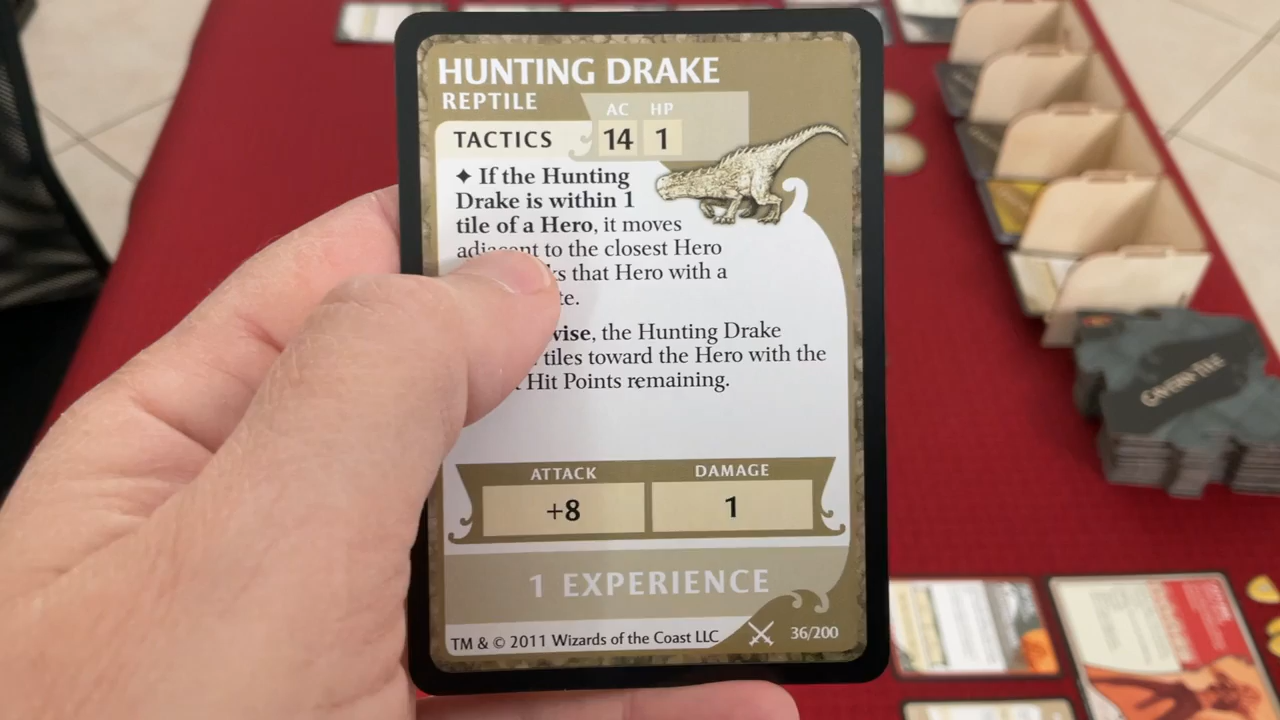 HUNTING DRAKE
REPTILE
AC HP
TACTICS 14 1
✦ If the Hunting
Drake is within 1
tile of a Hero, it moves
adjacent to the closest Hero
ks that Hero with a
te.
wise, the Hunting Drake
tiles toward the Hero with the
Hit Points remaining.
ATTACK DAMAGE
+8 1
1 EXPERIENCE
TM & © 2011 Wizards of the Coast LLC 36/200
CAVERN TILE